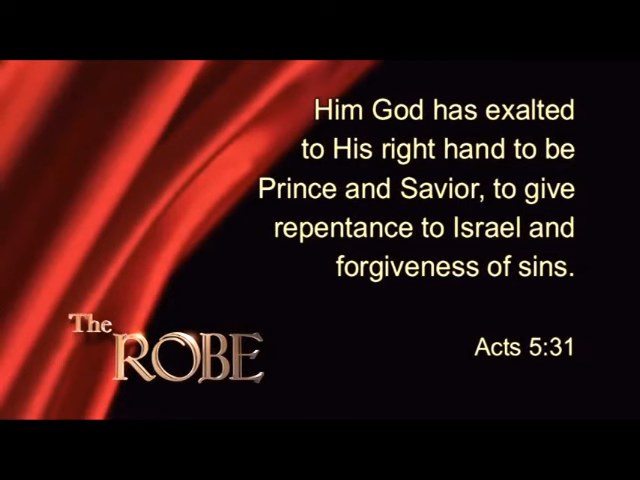 Him God has exalted
to His right hand to be
Prince and Savior, to give
repentance to Israel and
forgiveness of sins.
Acts 5:31
The
ROBE